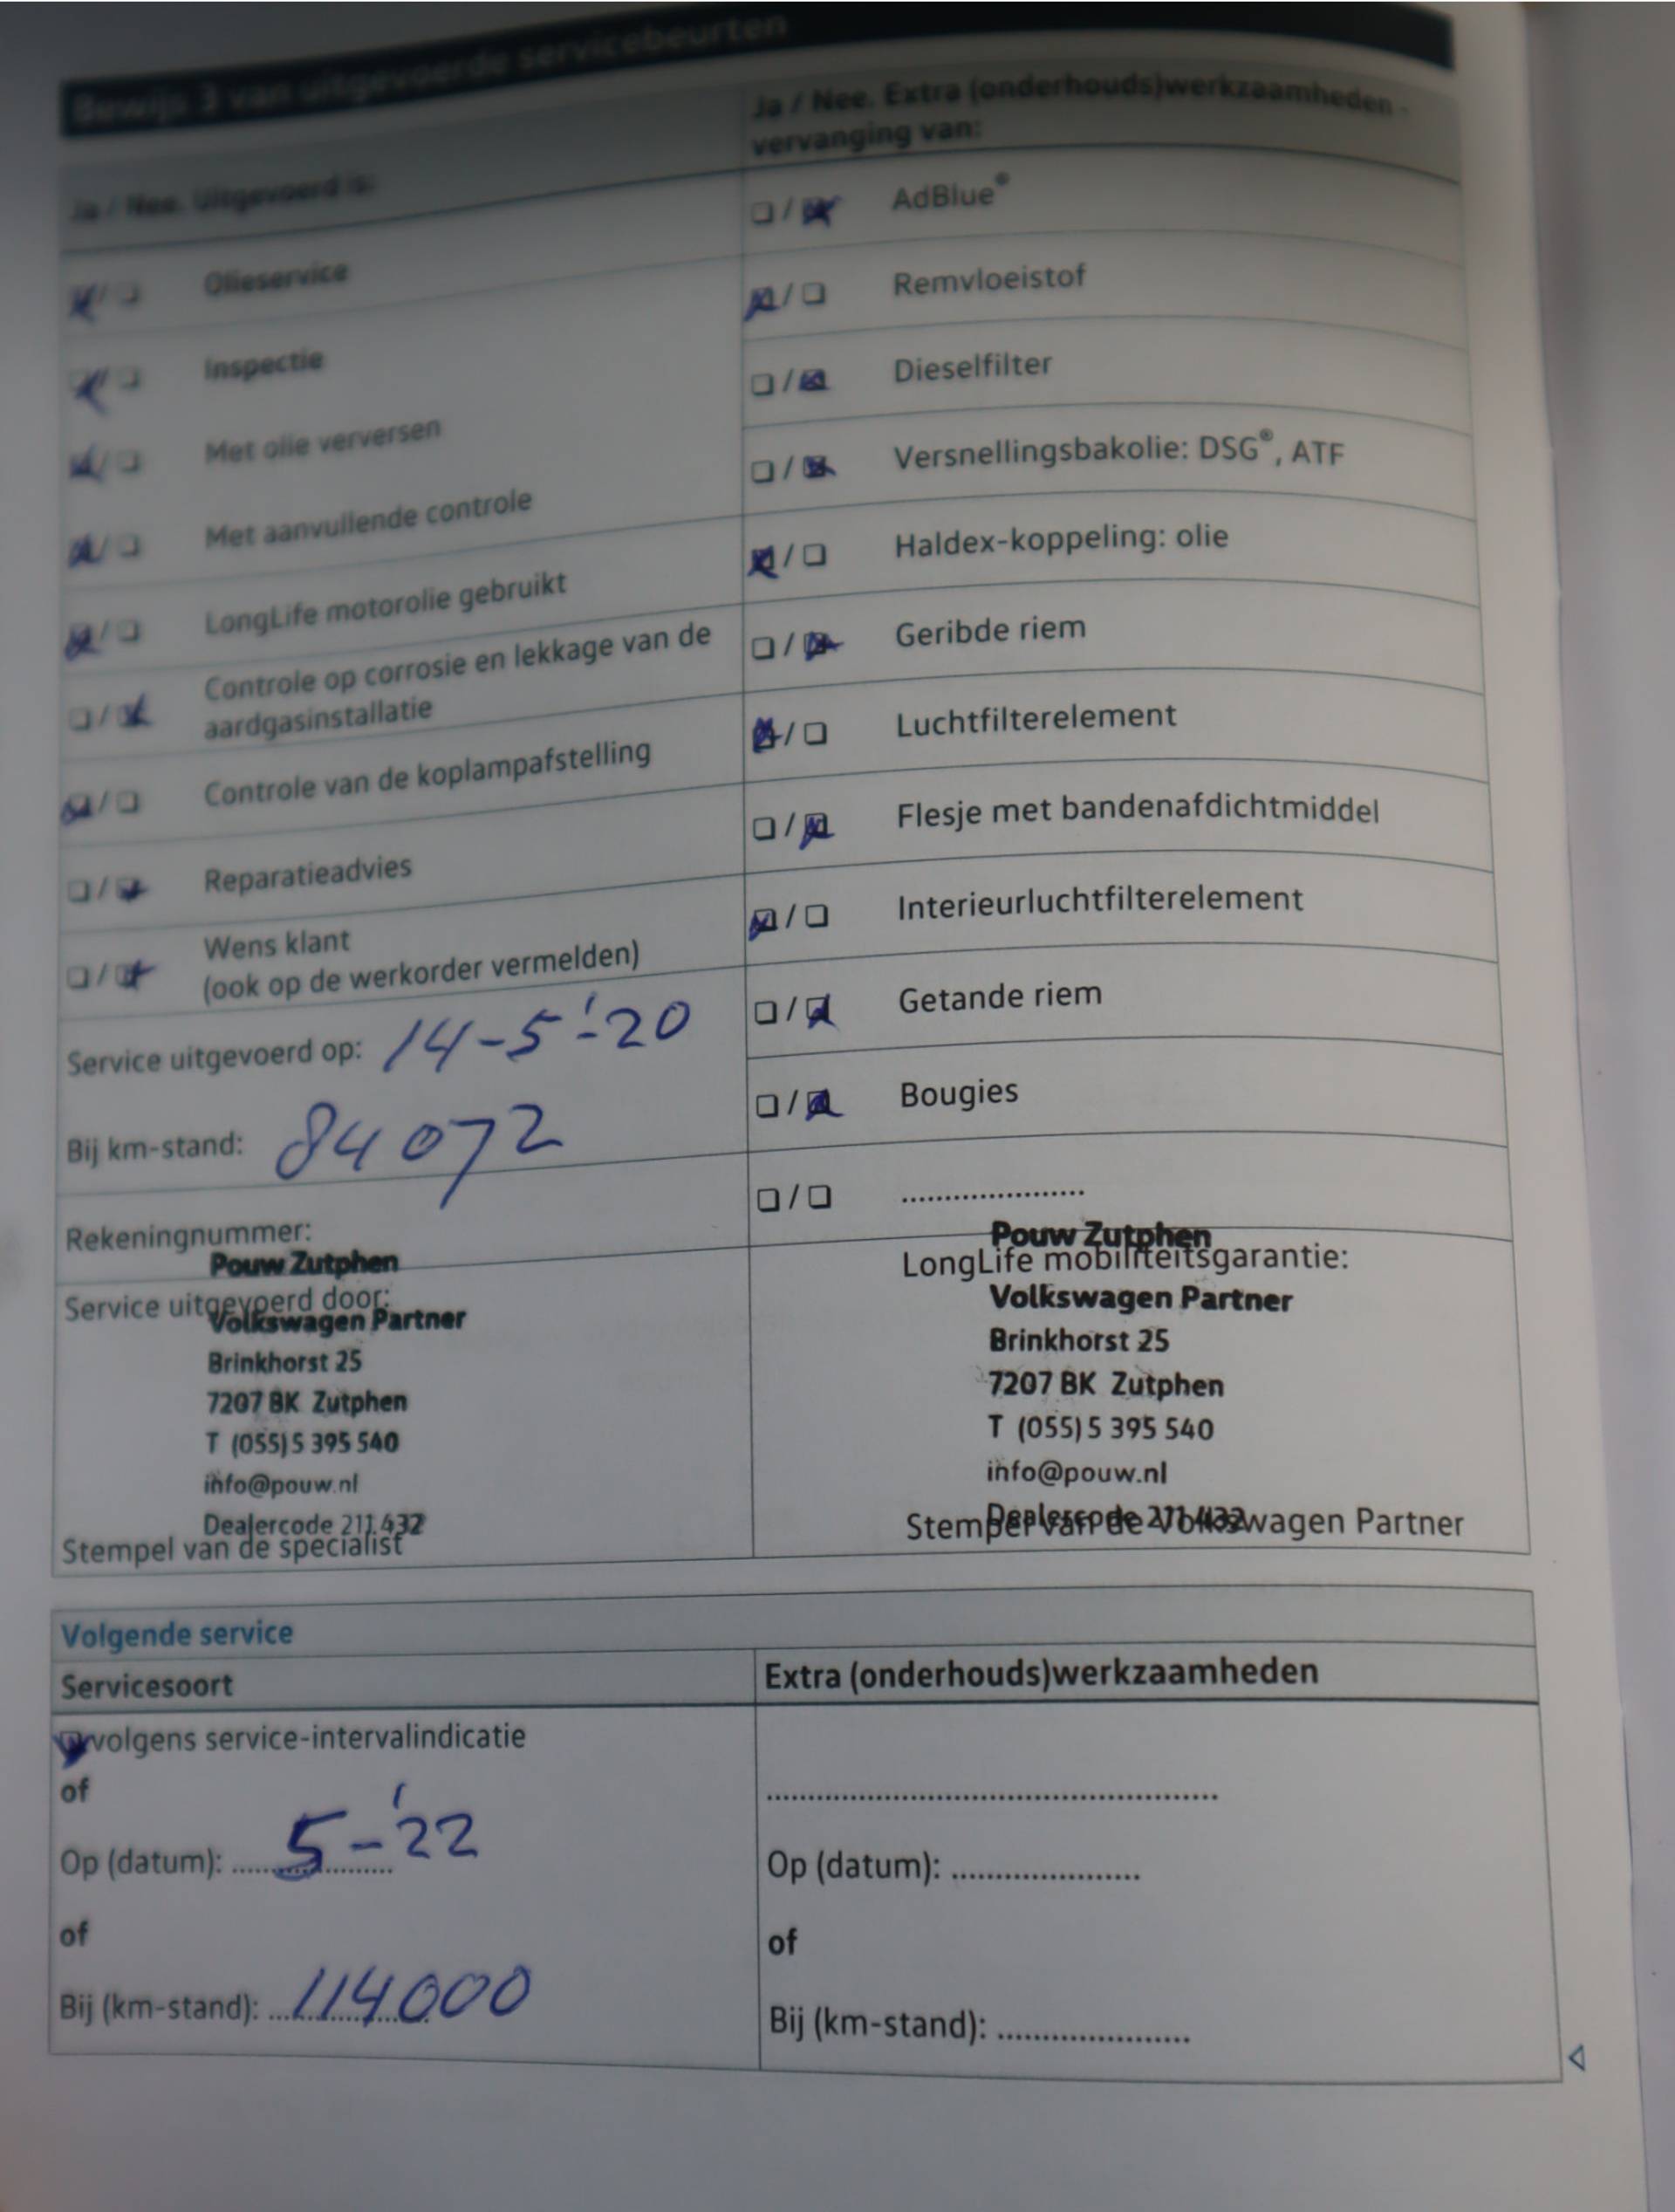 Bewijs 3 van uitgevoerde servicebeurten
Ja / Nee. Uitgevoerd is:
Olieservice
Inspectie
Met olie verversen
Met aanvullende controle
LongLife motorolie gebruikt
Controle op corrosie en lekkage van de
aardgasinstallatie
Controle van de koplampafstelling
Reparatieadvies
Wens klant
(ook op de werkorder vermelden)
Service uitgevoerd op: 14-5-'20
Bij km-stand: 84072
Rekeningnummer:
Pouw Zutphen
Service uitgevoerd door:
Volkswagen Partner
Brinkhorst 25
7207 BK Zutphen
T (055) 5 395 540
info@pouw.nl
Dealercode 211.432
Stempel van de specialist
Ja / Nee. Extra (onderhouds)werkzaamheden -
vervanging van:
AdBlue®
Remvloeistof
Dieselfilter
Versnellingsbakolie: DSG®, ATF
Haldex-koppeling: olie
Geribde riem
Luchtfilterelement
Flesje met bandenafdichtmiddel
Interieurluchtfilterelement
Getande riem
Bougies
......................
Pouw Zutphen
LongLife mobiliteitsgarantie:
Volkswagen Partner
Brinkhorst 25
7207 BK Zutphen
T (055) 5 395 540
info@pouw.nl
Dealercode 211.432
Stempel van de Volkswagen Partner
Volgende service
Servicesoort
volgens service-intervalindicatie
of
Op (datum): 5-'22
of
Bij (km-stand): 114000
Extra (onderhouds)werkzaamheden
......................
Op (datum): ......................
of
Bij (km-stand): ......................